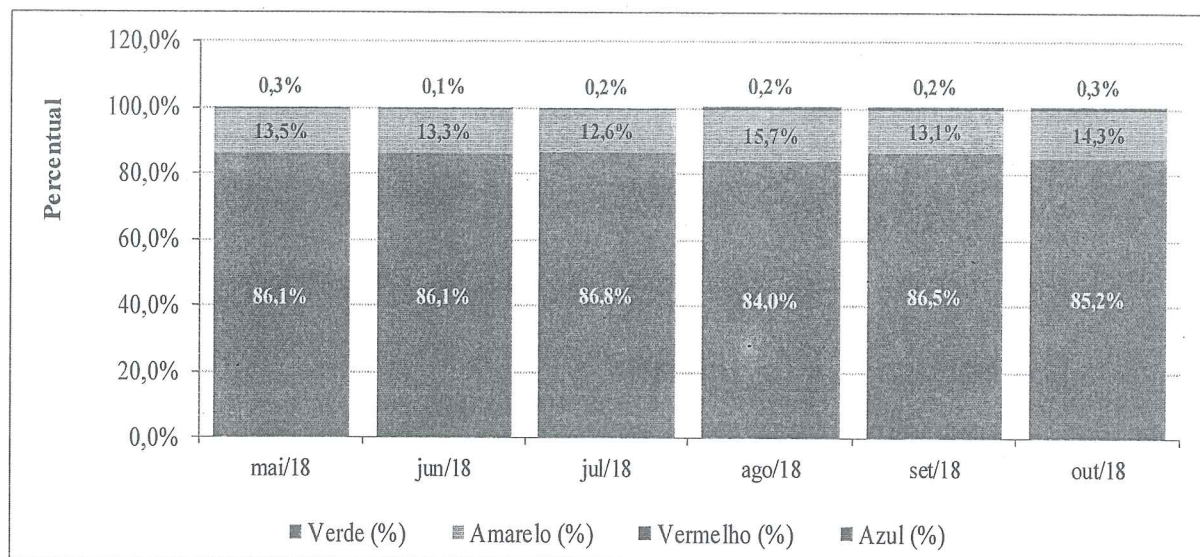 120,0%
0,3% 0,1% 0,2% 0,2% 0,2% 0,3%
100,0%
13,5% 13,3% 12,6% 15,7% 13,1% 14,3%
80,0%
Percentual
60,0%
86,1% 86,1% 86,8% 84,0% 86,5% 85,2%
40,0%
20,0%
0,0%
mai/18 jun/18 jul/18 ago/18 set/18 out/18
Verde (%) Amarelo (%) Vermelho (%) Azul (%)